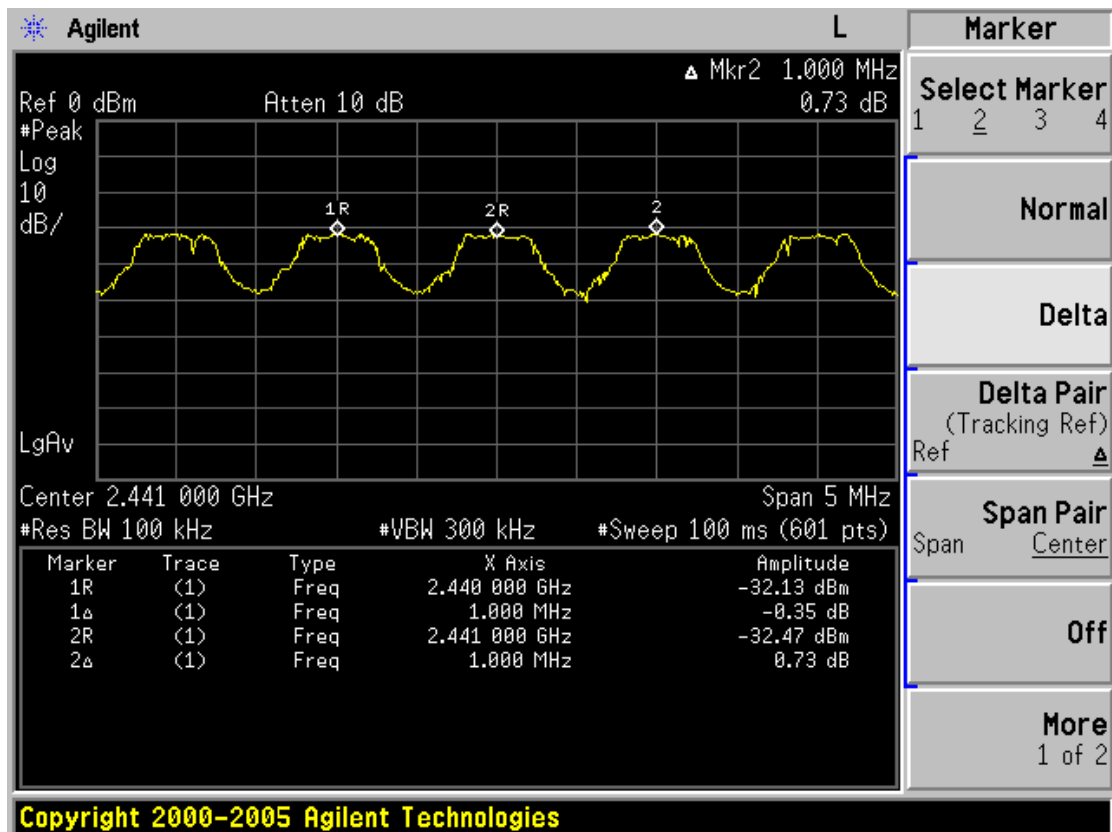 Agilent L Marker
Δ Mkr2 1.000 MHz
Ref 0 dBm Atten 10 dB 0.73 dB
#Peak
Log
10
dB/
1R 2R 2
LgAv
Center 2.441 000 GHz Span 5 MHz
#Res BW 100 kHz #VBW 300 kHz #Sweep 100 ms (601 pts)
Marker Trace Type X Axis Amplitude
1R (1) Freq 2.440 000 GHz -32.13 dBm
1Δ (1) Freq 1.000 MHz -0.35 dB
2R (1) Freq 2.441 000 GHz -32.47 dBm
2Δ (1) Freq 1.000 MHz 0.73 dB
Select Marker
1 2 3 4
Normal
Delta
Delta Pair
(Tracking Ref)
Ref Δ
Span Pair
Span Center
Off
More
1 of 2
Copyright 2000-2005 Agilent Technologies